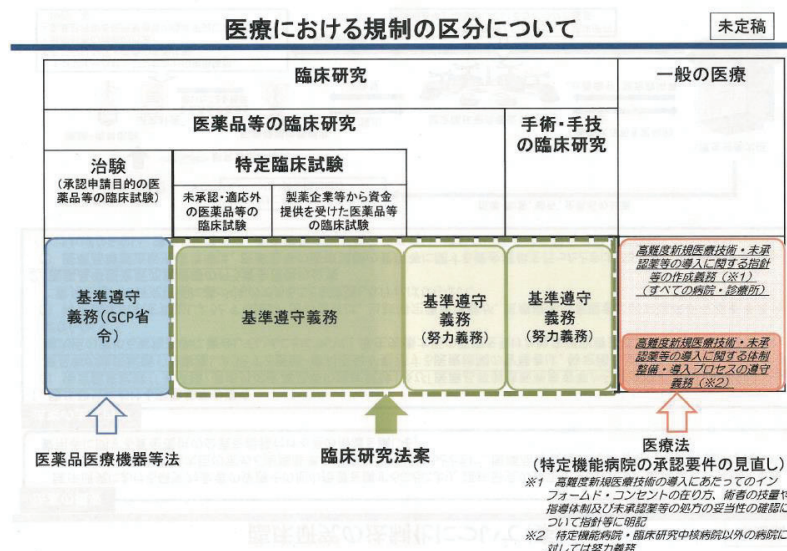 医療における規制の区分について
未定稿
臨床研究
一般の医療
医薬品等の臨床研究
手術・手技
の臨床研究
治験
(承認申請目的の医
薬品等の臨床試験)
特定臨床試験
未承認・適応外
の医薬品等の
臨床試験
製薬企業等から資金
提供を受けた医薬品等
の臨床試験
基準遵守
義務(GCP省
令)
基準遵守義務
基準遵守
義務
(努力義務)
基準遵守
義務
(努力義務)
高難度新規医療技術・未承
認薬等の導入に関する指針
等の作成義務(※1)
(すべての病院・診療所)
高難度新規医療技術・未承
認薬等の導入に関する体制
整備・導入プロセスの遵守
義務(※2)
医薬品医療機器等法
臨床研究法案
医療法
(特定機能病院の承認要件の見直し)
※1 高難度新規医療技術の導入にあたってのイン
フォームド・コンセントの在り方、術者の技量や
指導体制及び未承認薬等の処方の妥当性の確認に
ついて指針等に明記
※2 特定機能病院・臨床研究中核病院以外の病院に
対しては努力義務